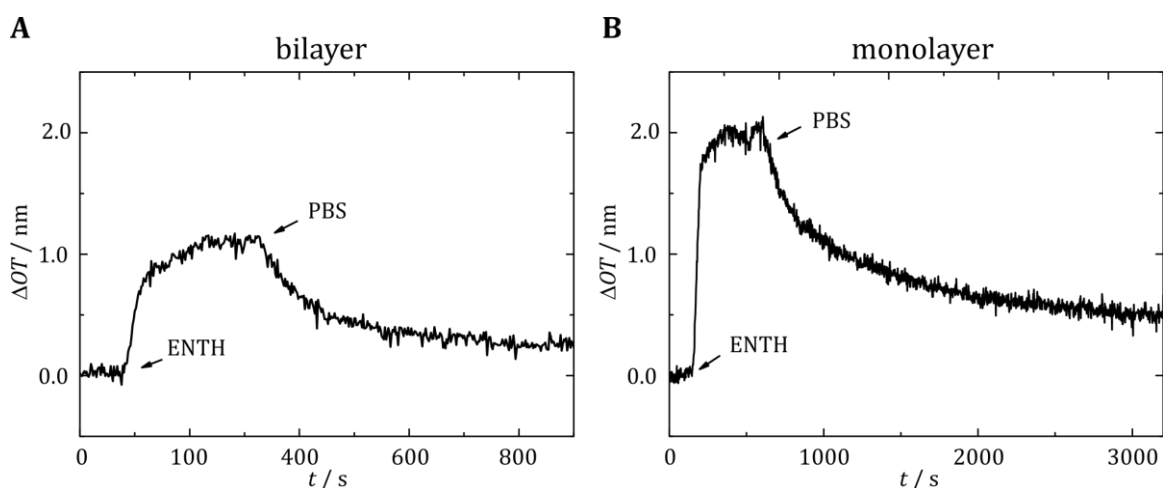 A
bilayer
ΔOT / nm
2.0
1.0
0.0
PBS
ENTH
0 100 400 600 800
t / s
B
monolayer
ΔOT / nm
2.0
1.0
0.0
PBS
ENTH
0 1000 2000 3000
t / s